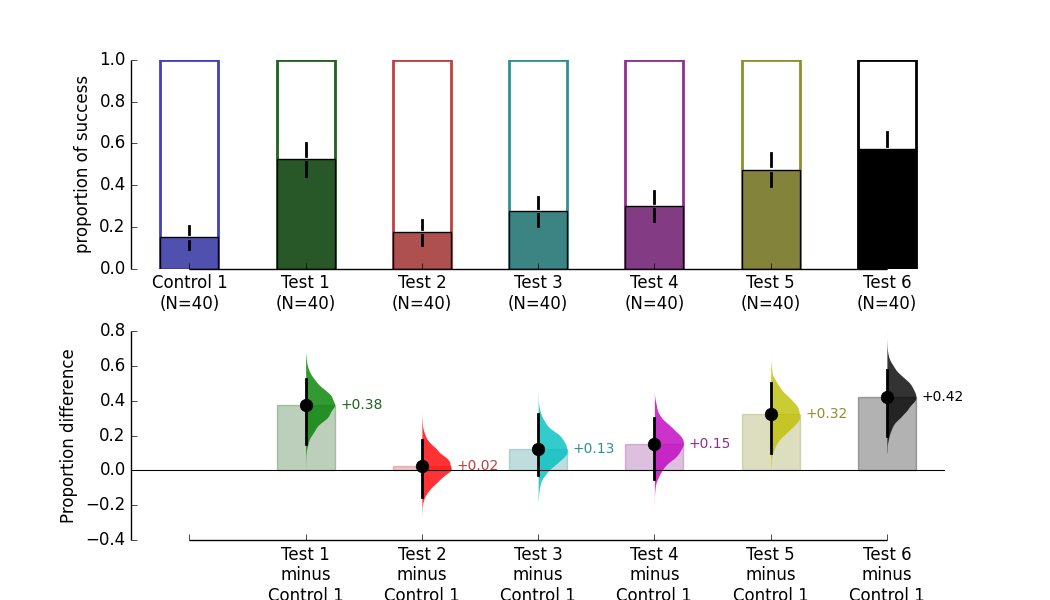 proportion of success
1.0
0.8
0.6
0.4
0.2
0.0
Control 1 Test 1 Test 2 Test 3 Test 4 Test 5 Test 6
(N=40) (N=40) (N=40) (N=40) (N=40) (N=40) (N=40)
Proportion difference
0.8
0.6
0.4
0.2
0.0
−0.2
−0.4
+0.38 +0.02 +0.13 +0.15 +0.32 +0.42
Test 1 Test 2 Test 3 Test 4 Test 5 Test 6
minus minus minus minus minus minus
Control 1 Control 1 Control 1 Control 1 Control 1 Control 1